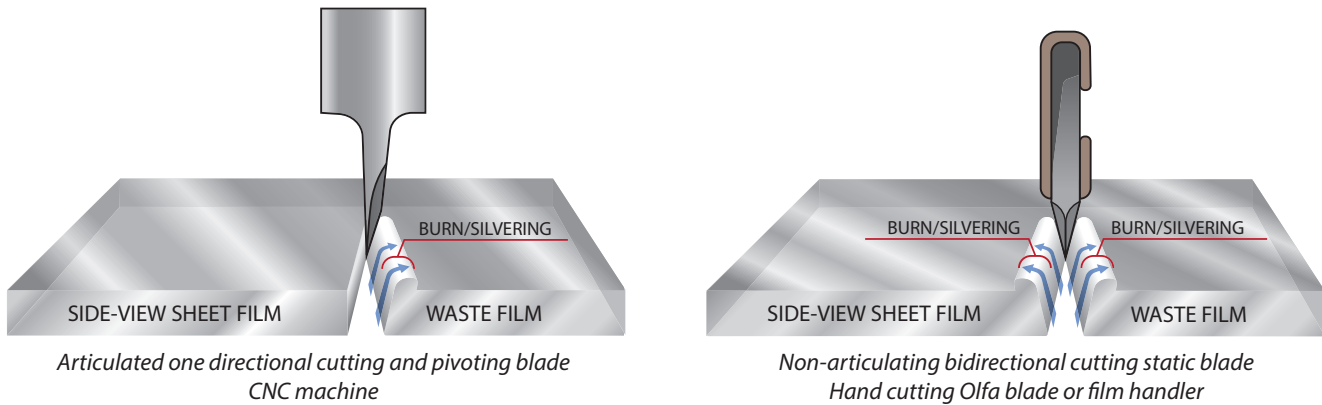 BURN/SILVERING
SIDE-VIEW SHEET FILM
WASTE FILM
Articulated one directional cutting and pivoting blade
CNC machine
BURN/SILVERING
BURN/SILVERING
SIDE-VIEW SHEET FILM
WASTE FILM
Non-articulating bidirectional cutting static blade
Hand cutting Olfa blade or film handler